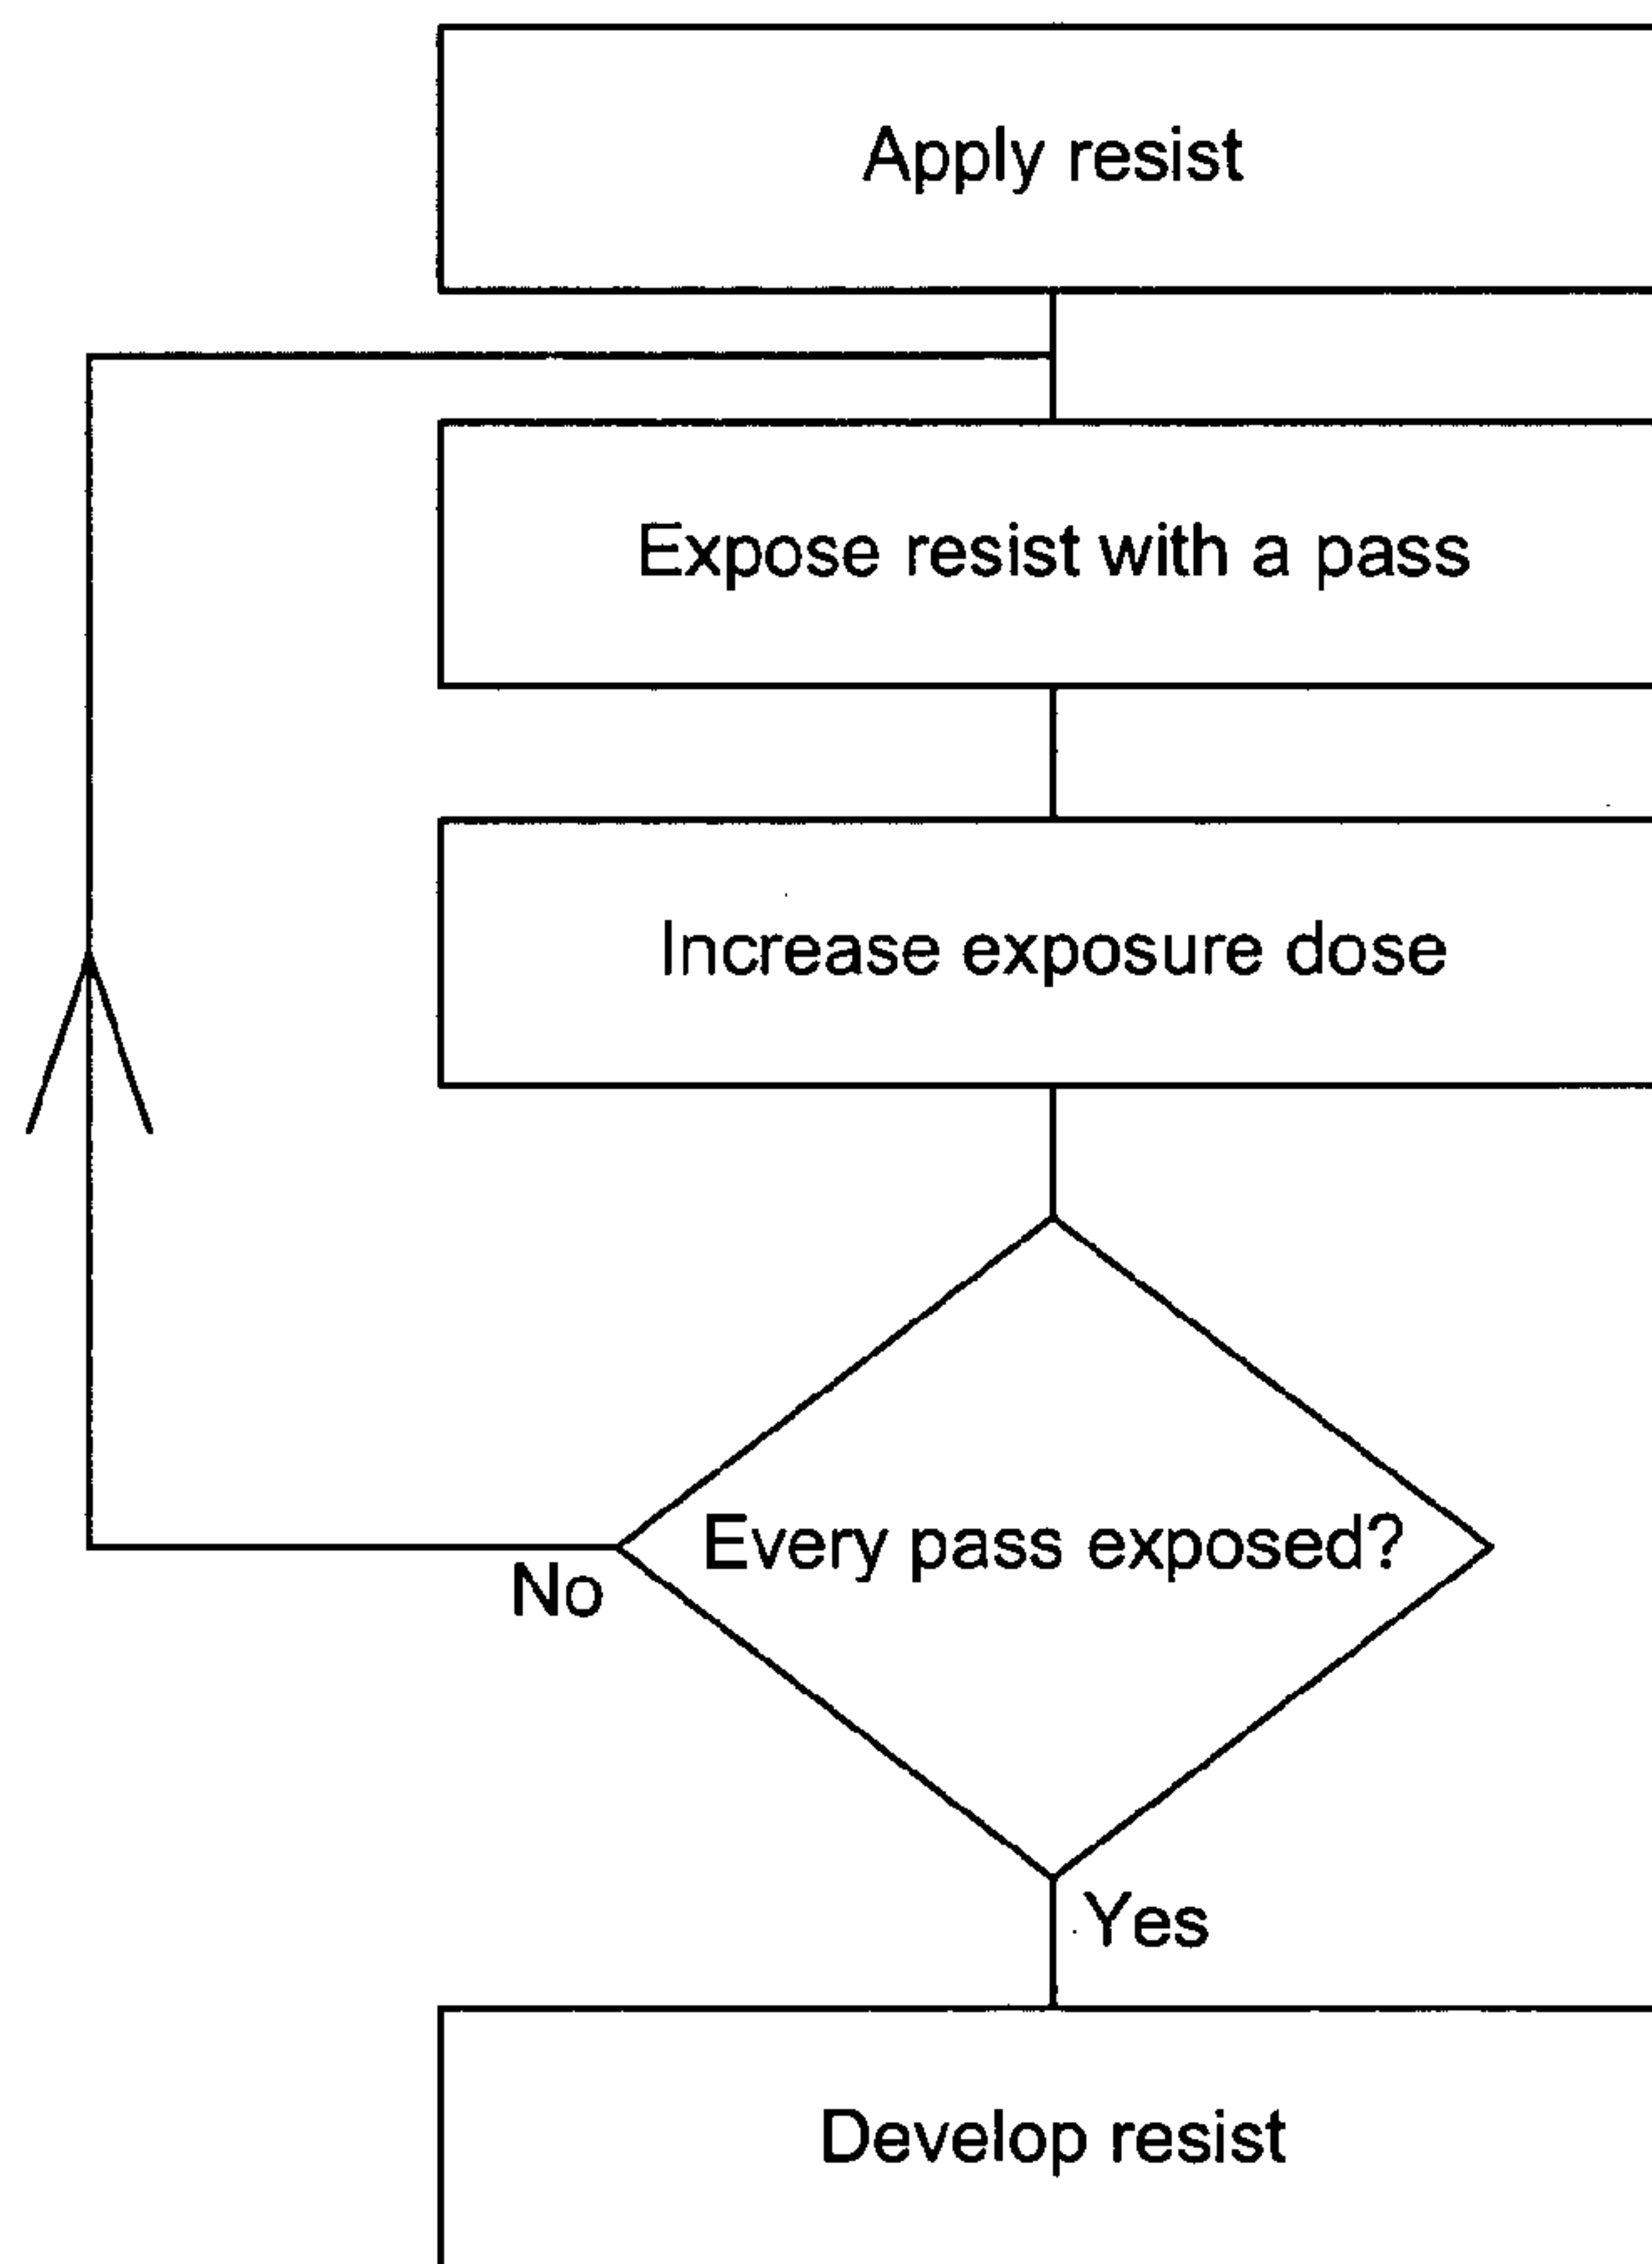 Apply resist
Expose resist with a pass
Increase exposure dose
Every pass exposed?
No
Yes
Develop resist